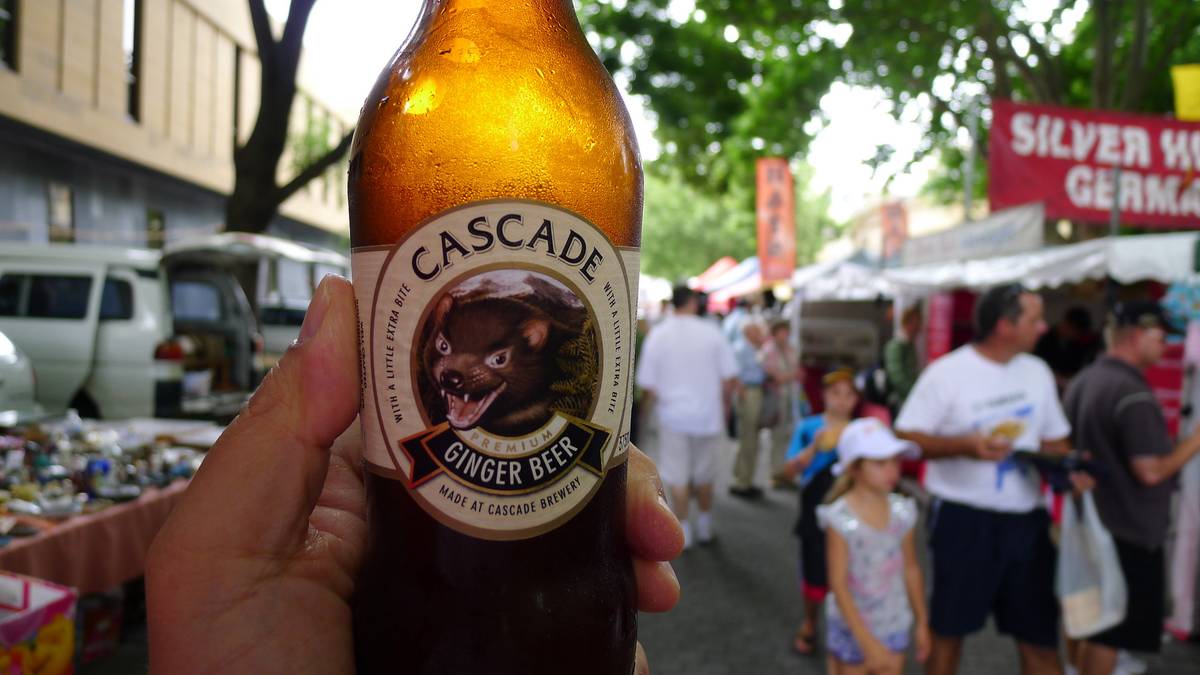 CASCADE
WITH A LITTLE EXTRA BITE
WITH A LITTLE EXTRA BITE
PREMIUM
GINGER BEER
MADE AT CASCADE BREWERY
SILVER
GERMA